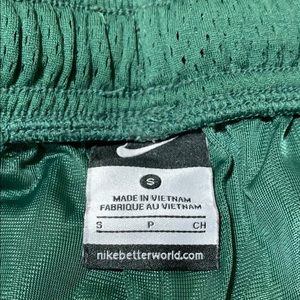 S
MADE IN VIETNAM
FABRIQUE AU VIETNAM
S P CH
nikebetterworld.com